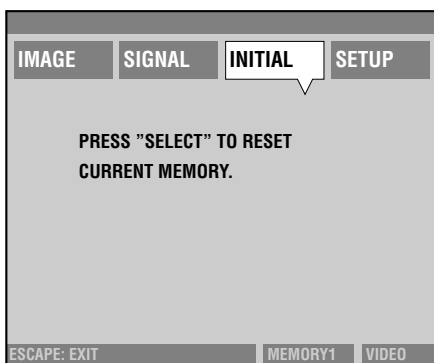 IMAGE SIGNAL INITIAL SETUP
PRESS ”SELECT” TO RESET
CURRENT MEMORY.
ESCAPE: EXIT MEMORY1 VIDEO